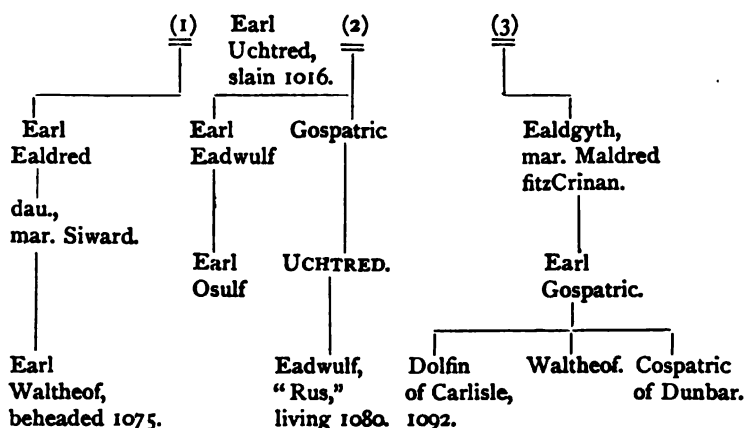 (1) Earl (2) (3)
Uchtred,
slain 1016.
Earl Earl Gospatric Ealdgyth,
Ealdred Eadwulf mar. Maldred
fitzCrinan.
dau.,
mar. Siward.
Earl UCHTRED. Earl
Osulf Gospatric.
Earl Eadwulf, Dolfin Waltheof. Cospatric
Waltheof, "Rus," of Carlisle, of Dunbar.
beheaded 1075. living 1080. 1092.